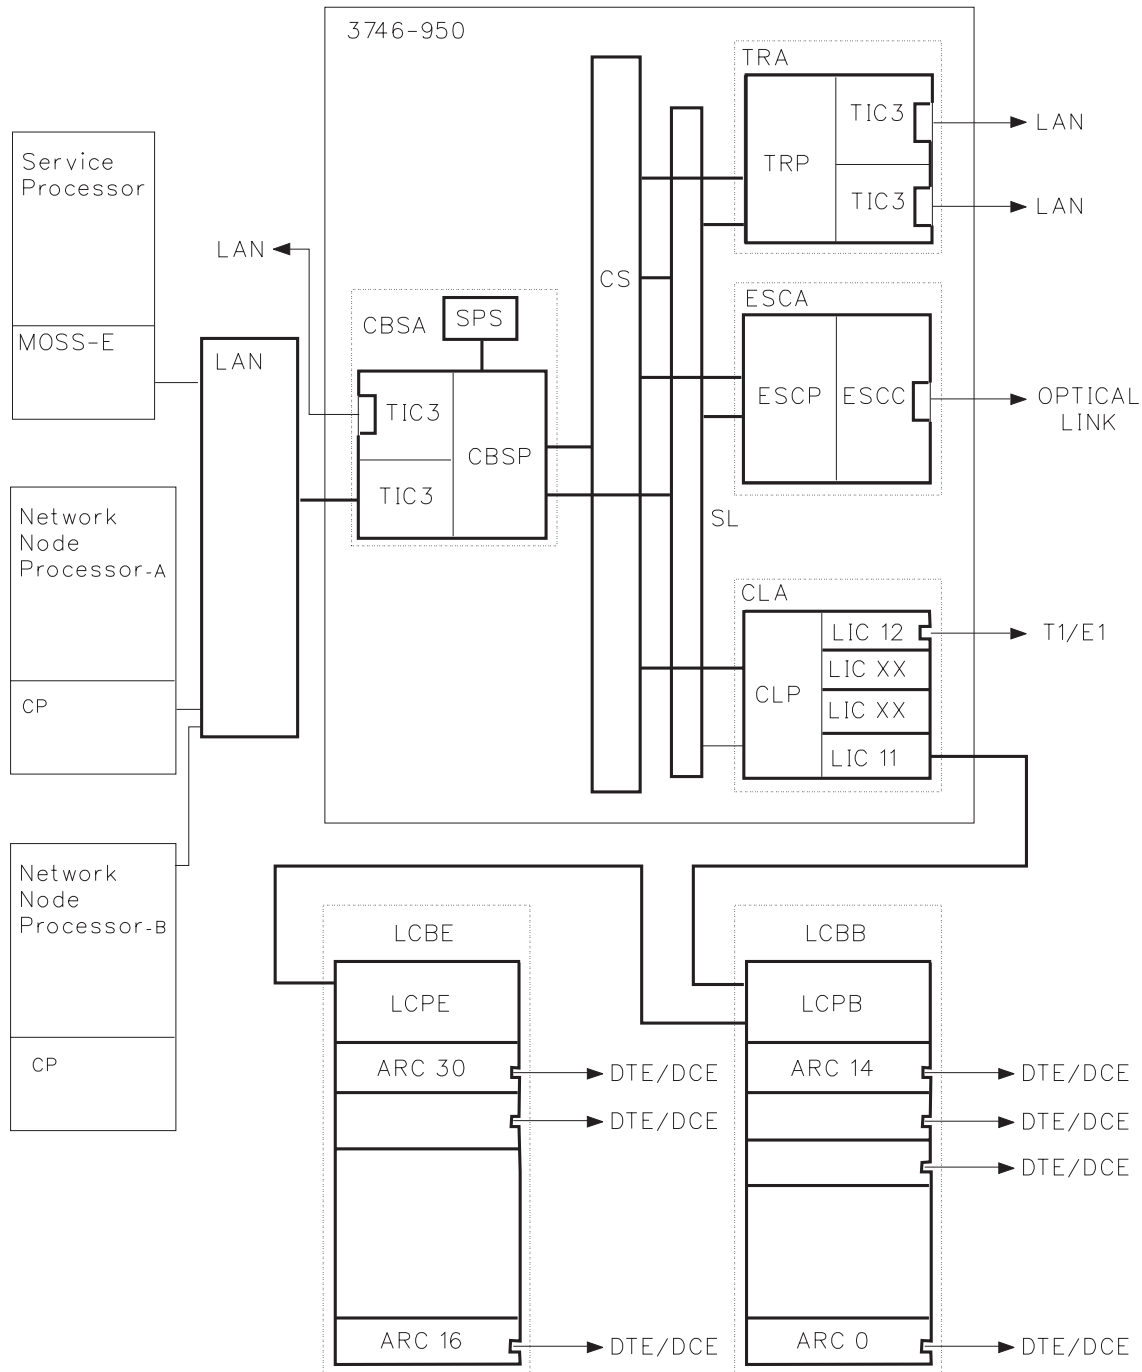 3746-950
TRA
TIC3
LAN
TRP
TIC3
LAN
Service
Processor
MOSS-E
LAN
LAN
CBSA
SPS
TIC3
CBSP
TIC3
CS
SL
ESCA
ESCP
ESCC
OPTICAL
LINK
Network
Node
Processor-A
CP
CLA
LIC 12
T1/E1
LIC XX
CLP
LIC XX
LIC 11
Network
Node
Processor-B
CP
LCBE
LCPE
ARC 30
DTE/DCE
DTE/DCE
ARC 16
DTE/DCE
LCBB
LCPB
ARC 14
DTE/DCE
DTE/DCE
DTE/DCE
ARC 0
DTE/DCE